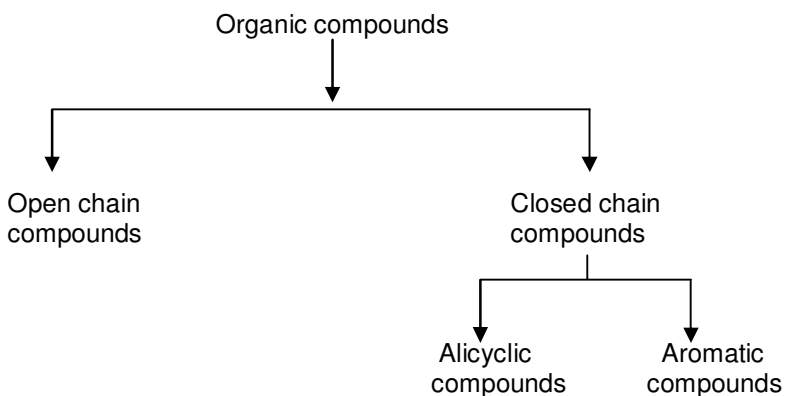 Organic compounds
Open chain
compounds
Closed chain
compounds
Alicyclic
compounds
Aromatic
compounds